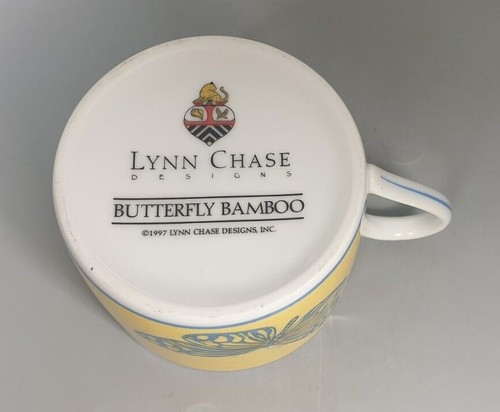 LYNN CHASE
DESIGNS
BUTTERFLY BAMBOO
©1997 LYNN CHASE DESIGNS, INC.